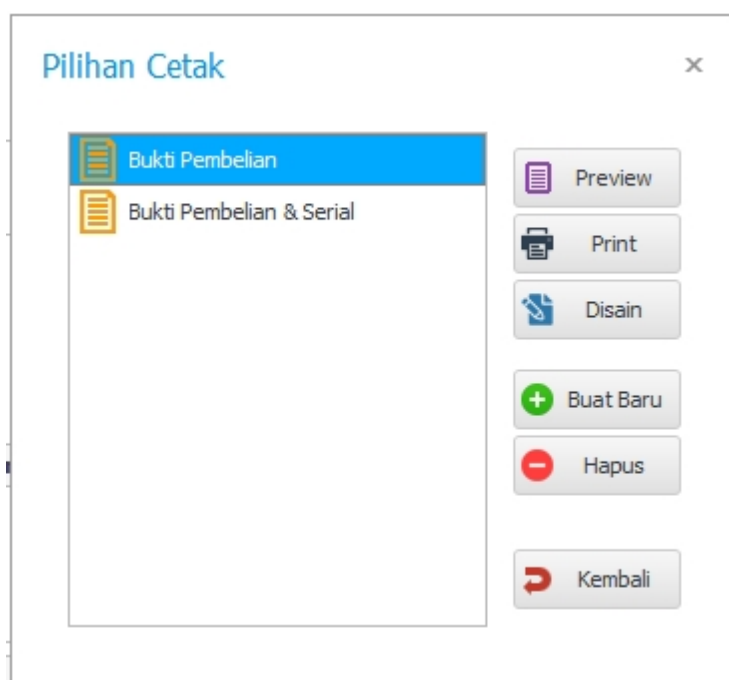 Pilihan Cetak
Bukti Pembelian
Bukti Pembelian & Serial
Preview
Print
Disain
Buat Baru
Hapus
Kembali